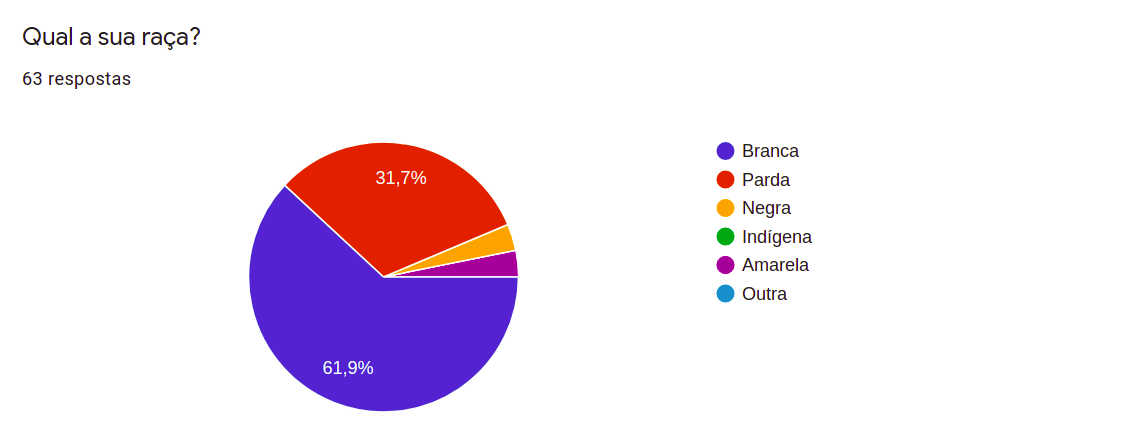 Qual a sua raça?
63 respostas
31,7%
61,9%
Branca
Parda
Negra
Indígena
Amarela
Outra